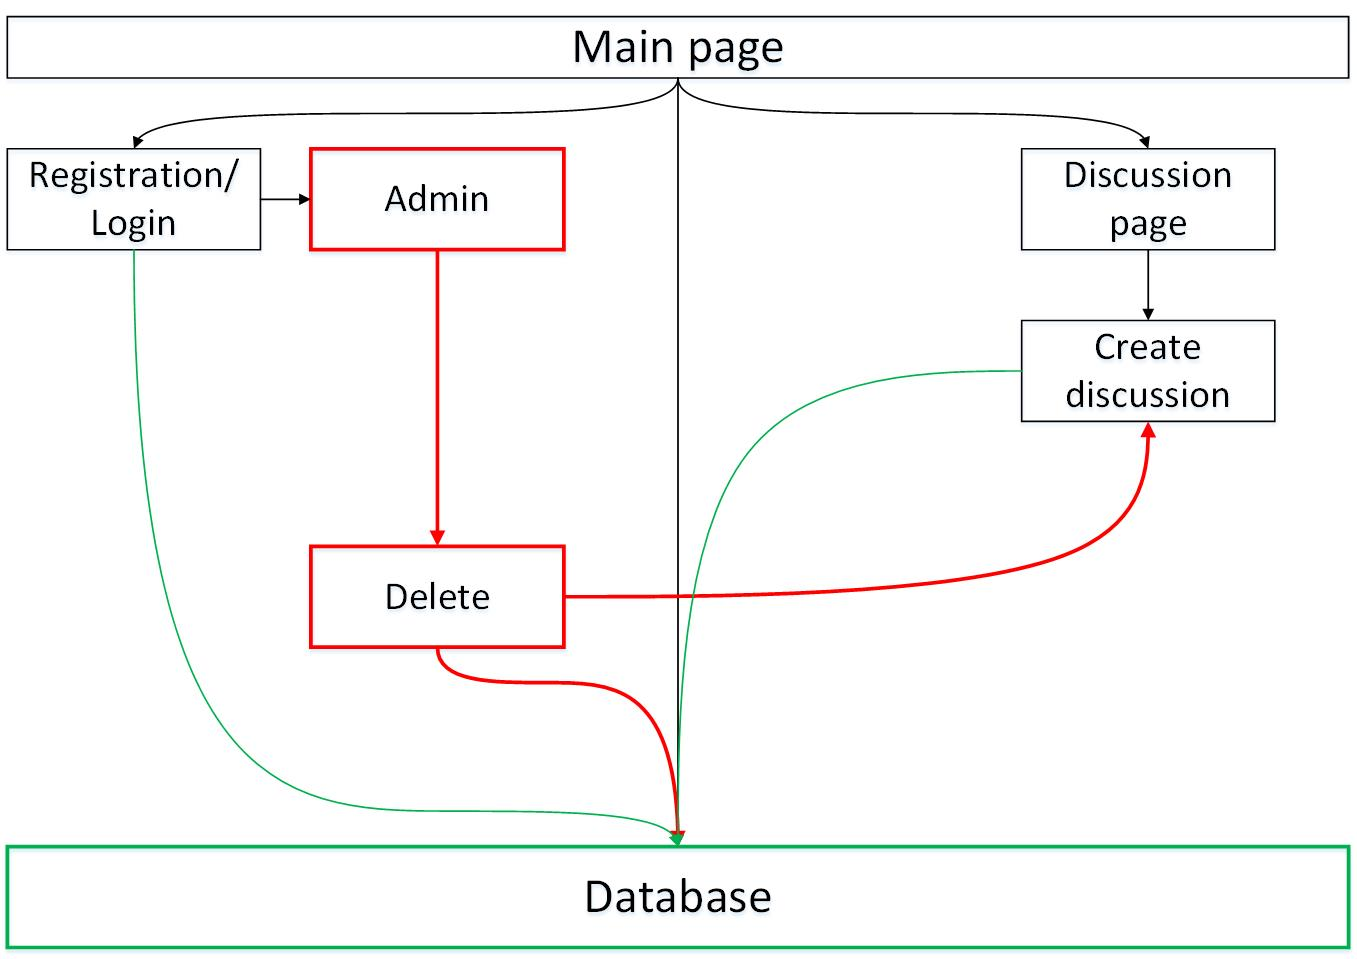 Main page
Registration/
Login
Admin
Discussion
page
Create
discussion
Delete
Database